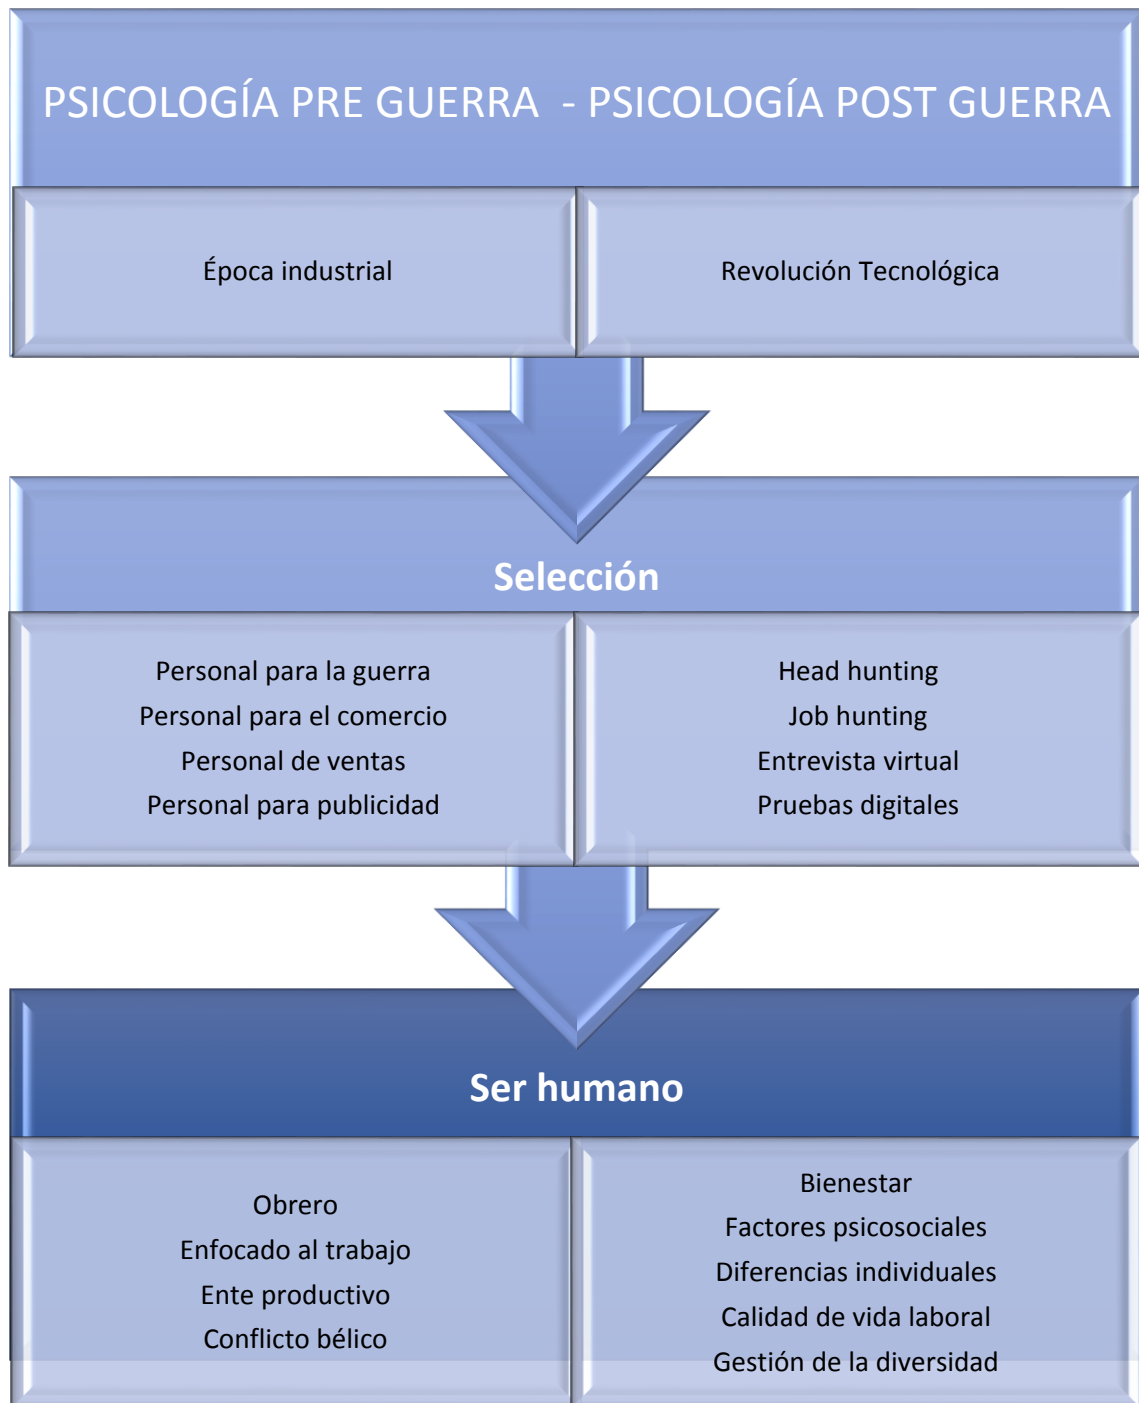 PSICOLOGÍA PRE GUERRA - PSICOLOGÍA POST GUERRA
Época industrial
Revolución Tecnológica
Selección
Personal para la guerra
Personal para el comercio
Personal de ventas
Personal para publicidad
Head hunting
Job hunting
Entrevista virtual
Pruebas digitales
Ser humano
Obrero
Enfocado al trabajo
Ente productivo
Conflicto bélico
Bienestar
Factores psicosociales
Diferencias individuales
Calidad de vida laboral
Gestión de la diversidad